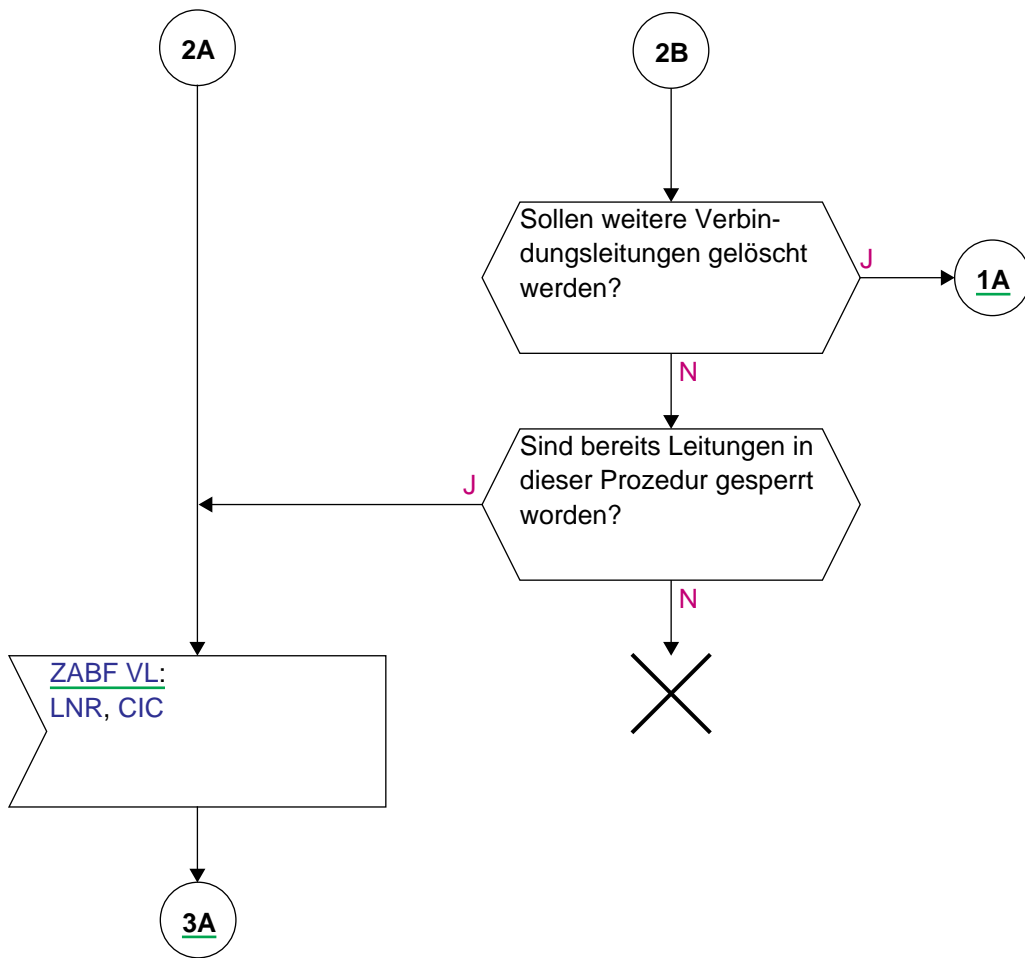 2A
2B
Sollen weitere Verbin-
dungsleitungen gelöscht
werden?
J
1A
N
Sind bereits Leitungen in
dieser Prozedur gesperrt
worden?
J
N
ZABF VL:
LNR, CIC
3A